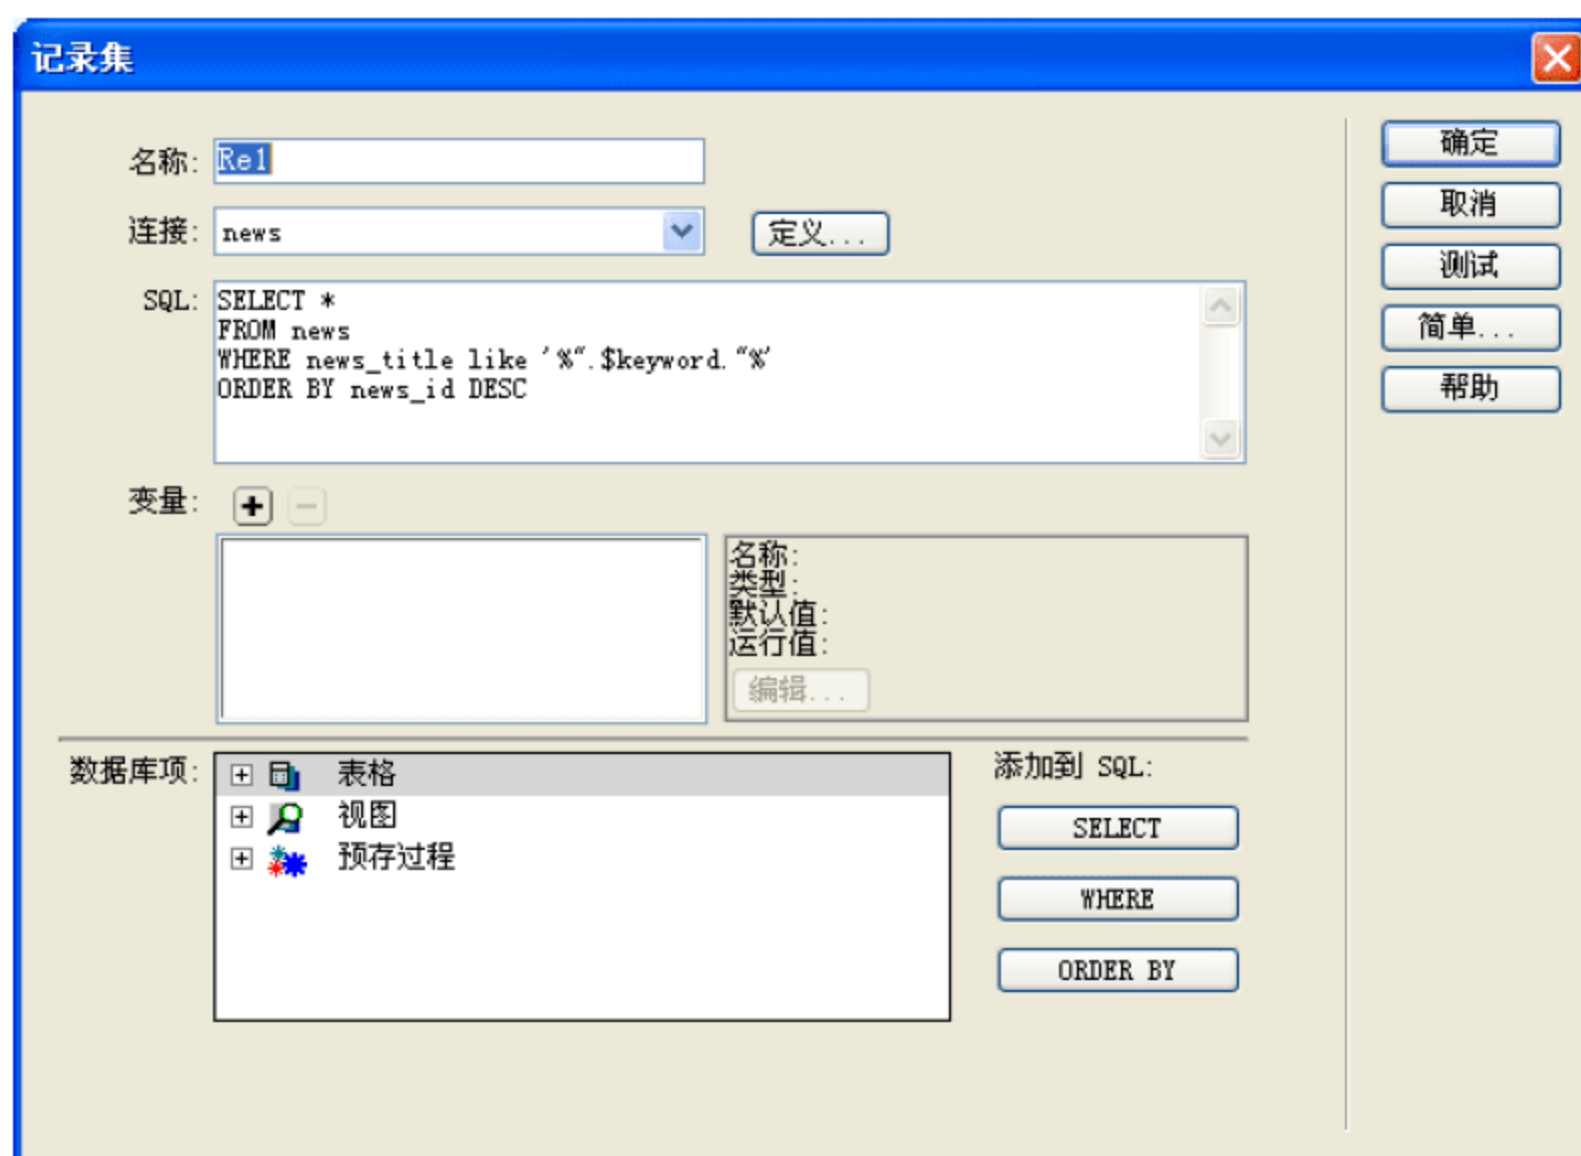 记录集
名称: Re1
连接: news 定义...
SQL: SELECT *
FROM news
WHERE news_title like '%".$keyword."%'
ORDER BY news_id DESC
变量:
名称:
类型:
默认值:
运行值:
编辑...
数据库项:
表格
视图
预存过程
添加到 SQL:
SELECT
WHERE
ORDER BY
确定
取消
测试
简单...
帮助